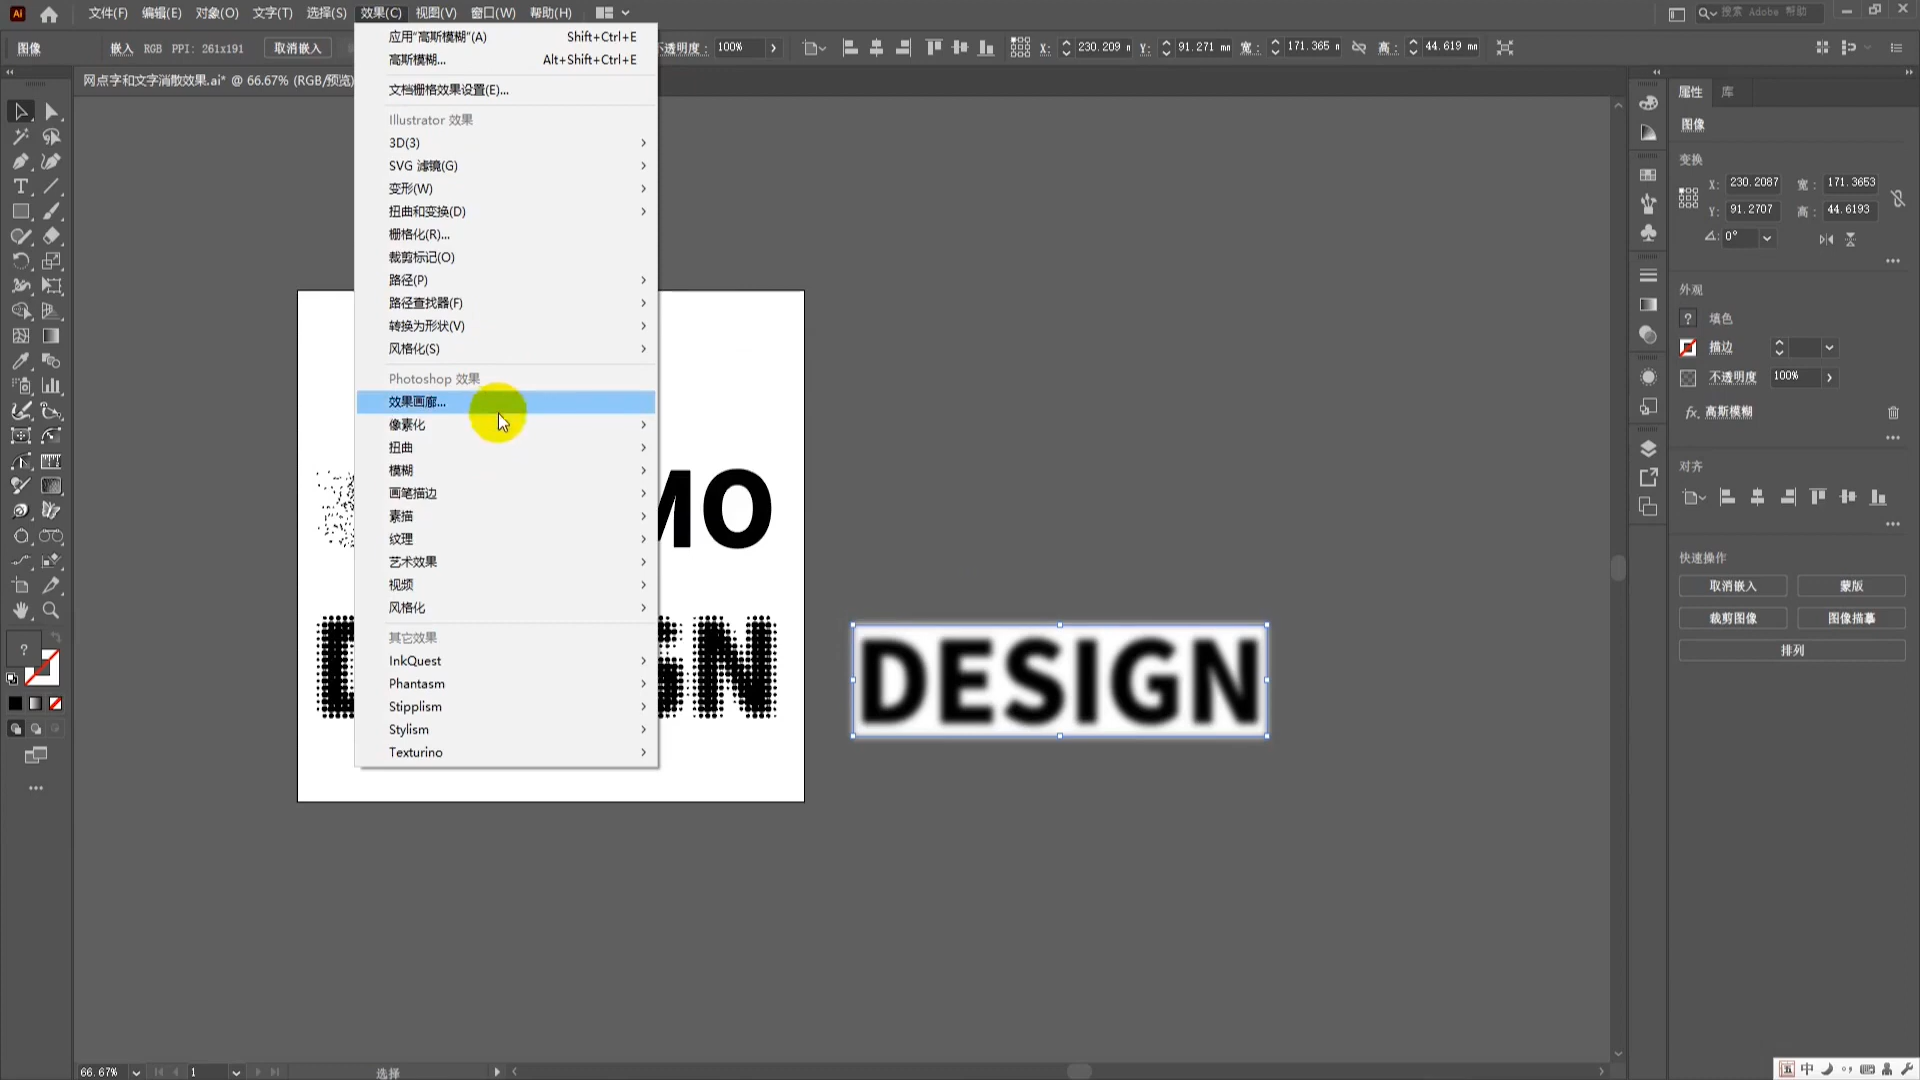 Ai 文件(F) 编辑(E) 对象(O) 文字(T) 选择(S) 效果(C) 视图(V) 窗口(W) 帮助(H) 搜索 Adobe 帮助
图像 嵌入 RGB PPI: 261x191 取消嵌入 不透明度: 100% X: 230.209 m Y: 91.271 mm 宽: 171.365 m 高: 44.619 mm
网点字和文字消散效果.ai* @ 66.67% (RGB/预览)
应用"高斯模糊"(A) Shift+Ctrl+E
高斯模糊... Alt+Shift+Ctrl+E
文档栅格效果设置(E)...
Illustrator 效果
3D(3)
SVG 滤镜(G)
变形(W)
扭曲和变换(D)
栅格化(R)...
裁剪标记(O)
路径(P)
路径查找器(F)
转换为形状(V)
风格化(S)
Photoshop 效果
效果画廊...
像素化
扭曲
模糊
画笔描边
素描
纹理
艺术效果
视频
风格化
其它效果
InkQuest
Phantasm
Stipplism
Stylism
Texturino
MO
GN
DESIGN
属性 库
图像
变换
X: 230.2087 宽: 171.3653
Y: 91.2707 高: 44.6193
0°
外观
? 填色
描边
不透明度 100%
fx 高斯模糊
对齐
快速操作
取消嵌入 蒙版
裁剪图像 图像描摹
排列
?
66.67% 1 选择
五 中